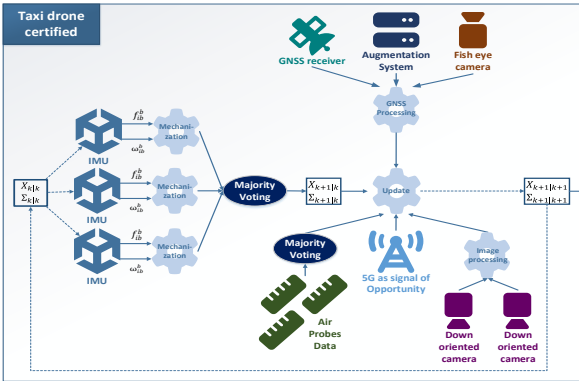 Taxi drone
certified
GNSS receiver
Augmentation
System
Fish eye
camera
GNSS
Processing
f_{ib}^{b}
Mechani-
zation
ω_{ib}^{b}
IMU
f_{ib}^{b}
Mechani-
zation
ω_{ib}^{b}
IMU
f_{ib}^{b}
Mechani-
zation
ω_{ib}^{b}
IMU
X_{k|k}
Σ_{k|k}
Majority
Voting
X_{k+1|k}
Σ_{k+1|k}
Update
X_{k+1|k+1}
Σ_{k+1|k+1}
Majority
Voting
Air
Probes
Data
5G as signal of
Opportunity
Image
processing
Down
oriented
camera
Down
oriented
camera